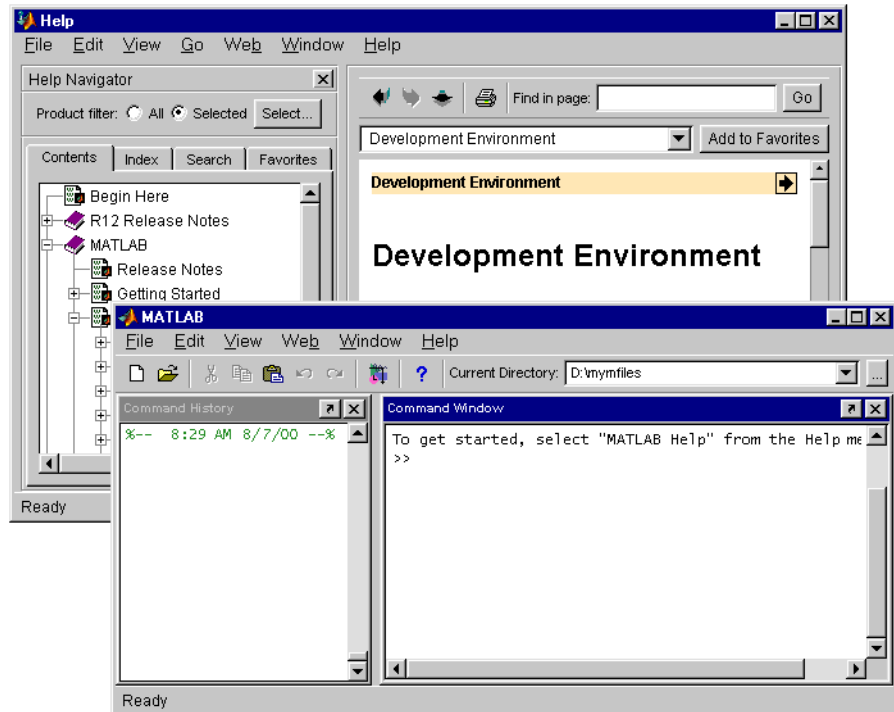 Help
File Edit View Go Web Window Help
Help Navigator
Product filter: All Selected Select...
Contents Index Search Favorites
Begin Here
R12 Release Notes
MATLAB
Release Notes
Getting Started
Ready
Find in page: Go
Development Environment Add to Favorites
Development Environment
Development Environment
MATLAB
File Edit View Web Window Help
? Current Directory: D:\mymfiles ...
Command History
%-- 8:29 AM 8/7/00 --%
Command Window
To get started, select "MATLAB Help" from the Help me
>>
Ready